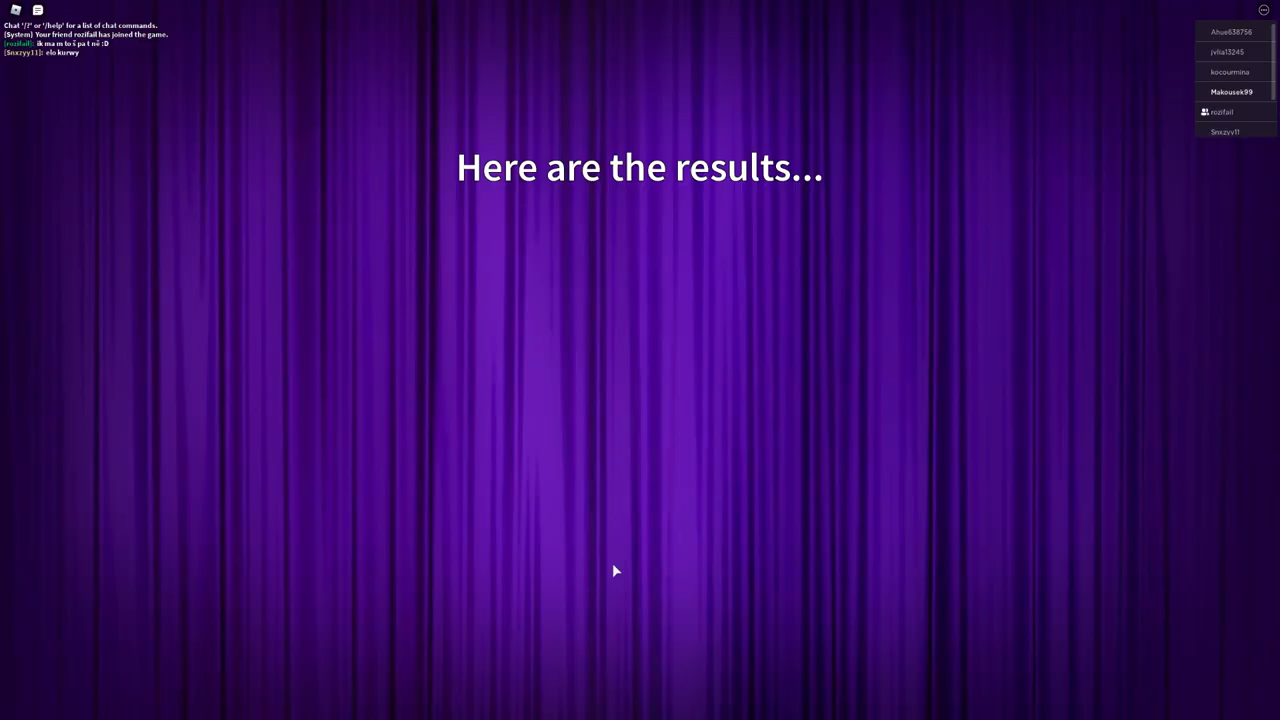 Chat '/?' or '/help' for a list of chat commands.
[System] Your friend rozifail has joined the game.
[rozifail]: ik ma m to š pa t ně :D
[Snxzyy11]: elo kurwy
Ahue638756
jvlia13245
kocourmina
Makousek99
rozifail
Snxzyy11
Here are the results...